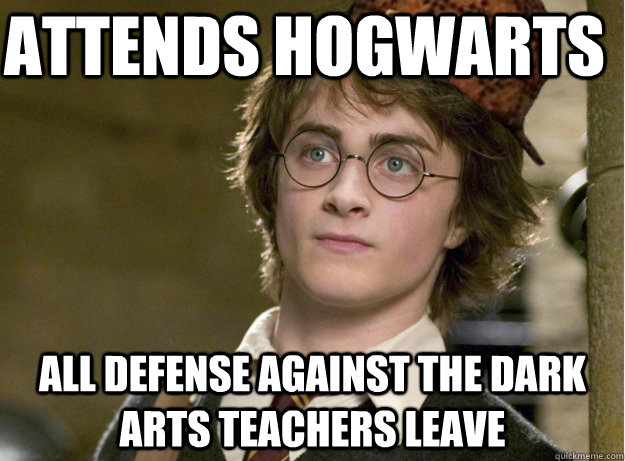 ATTENDS HOGWARTS
ALL DEFENSE AGAINST THE DARK
ARTS TEACHERS LEAVE
quickmeme.com